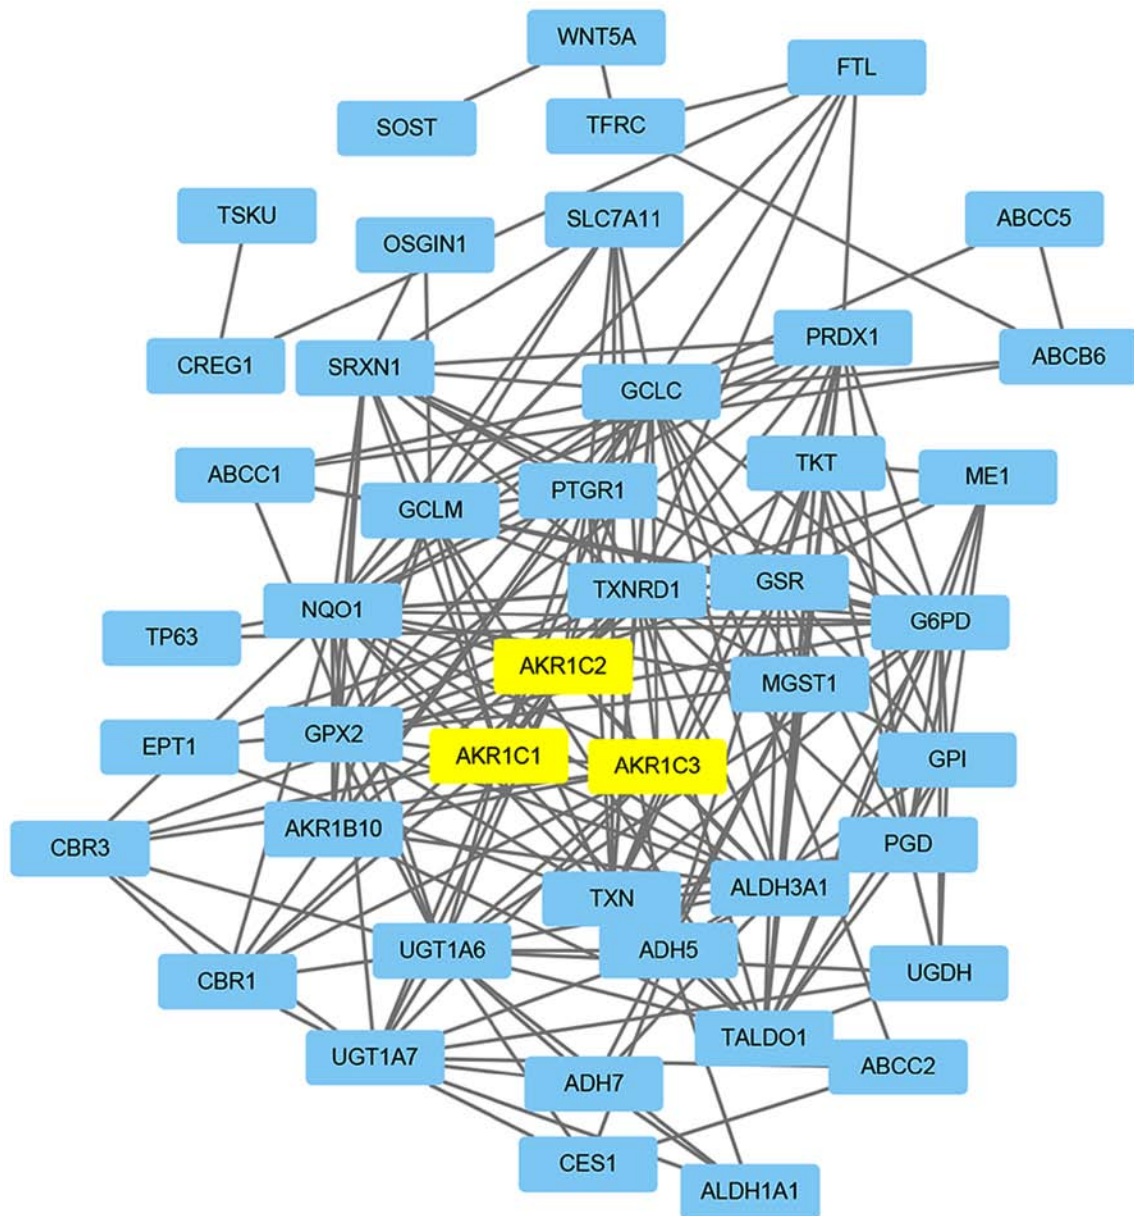 WNT5A
FTL
SOST
TFRC
TSKU
OSGIN1
SLC7A11
ABCC5
CREG1
SRXN1
GCLC
PRDX1
ABCB6
ABCC1
GCLM
PTGR1
TKT
ME1
TP63
NQO1
TXNRD1
GSR
G6PD
AKR1C2
MGST1
EPT1
GPX2
AKR1C1
AKR1C3
GPI
CBR3
AKR1B10
TXN
ALDH3A1
PGD
CBR1
UGT1A6
ADH5
UGDH
UGT1A7
ADH7
TALDO1
ABCC2
CES1
ALDH1A1